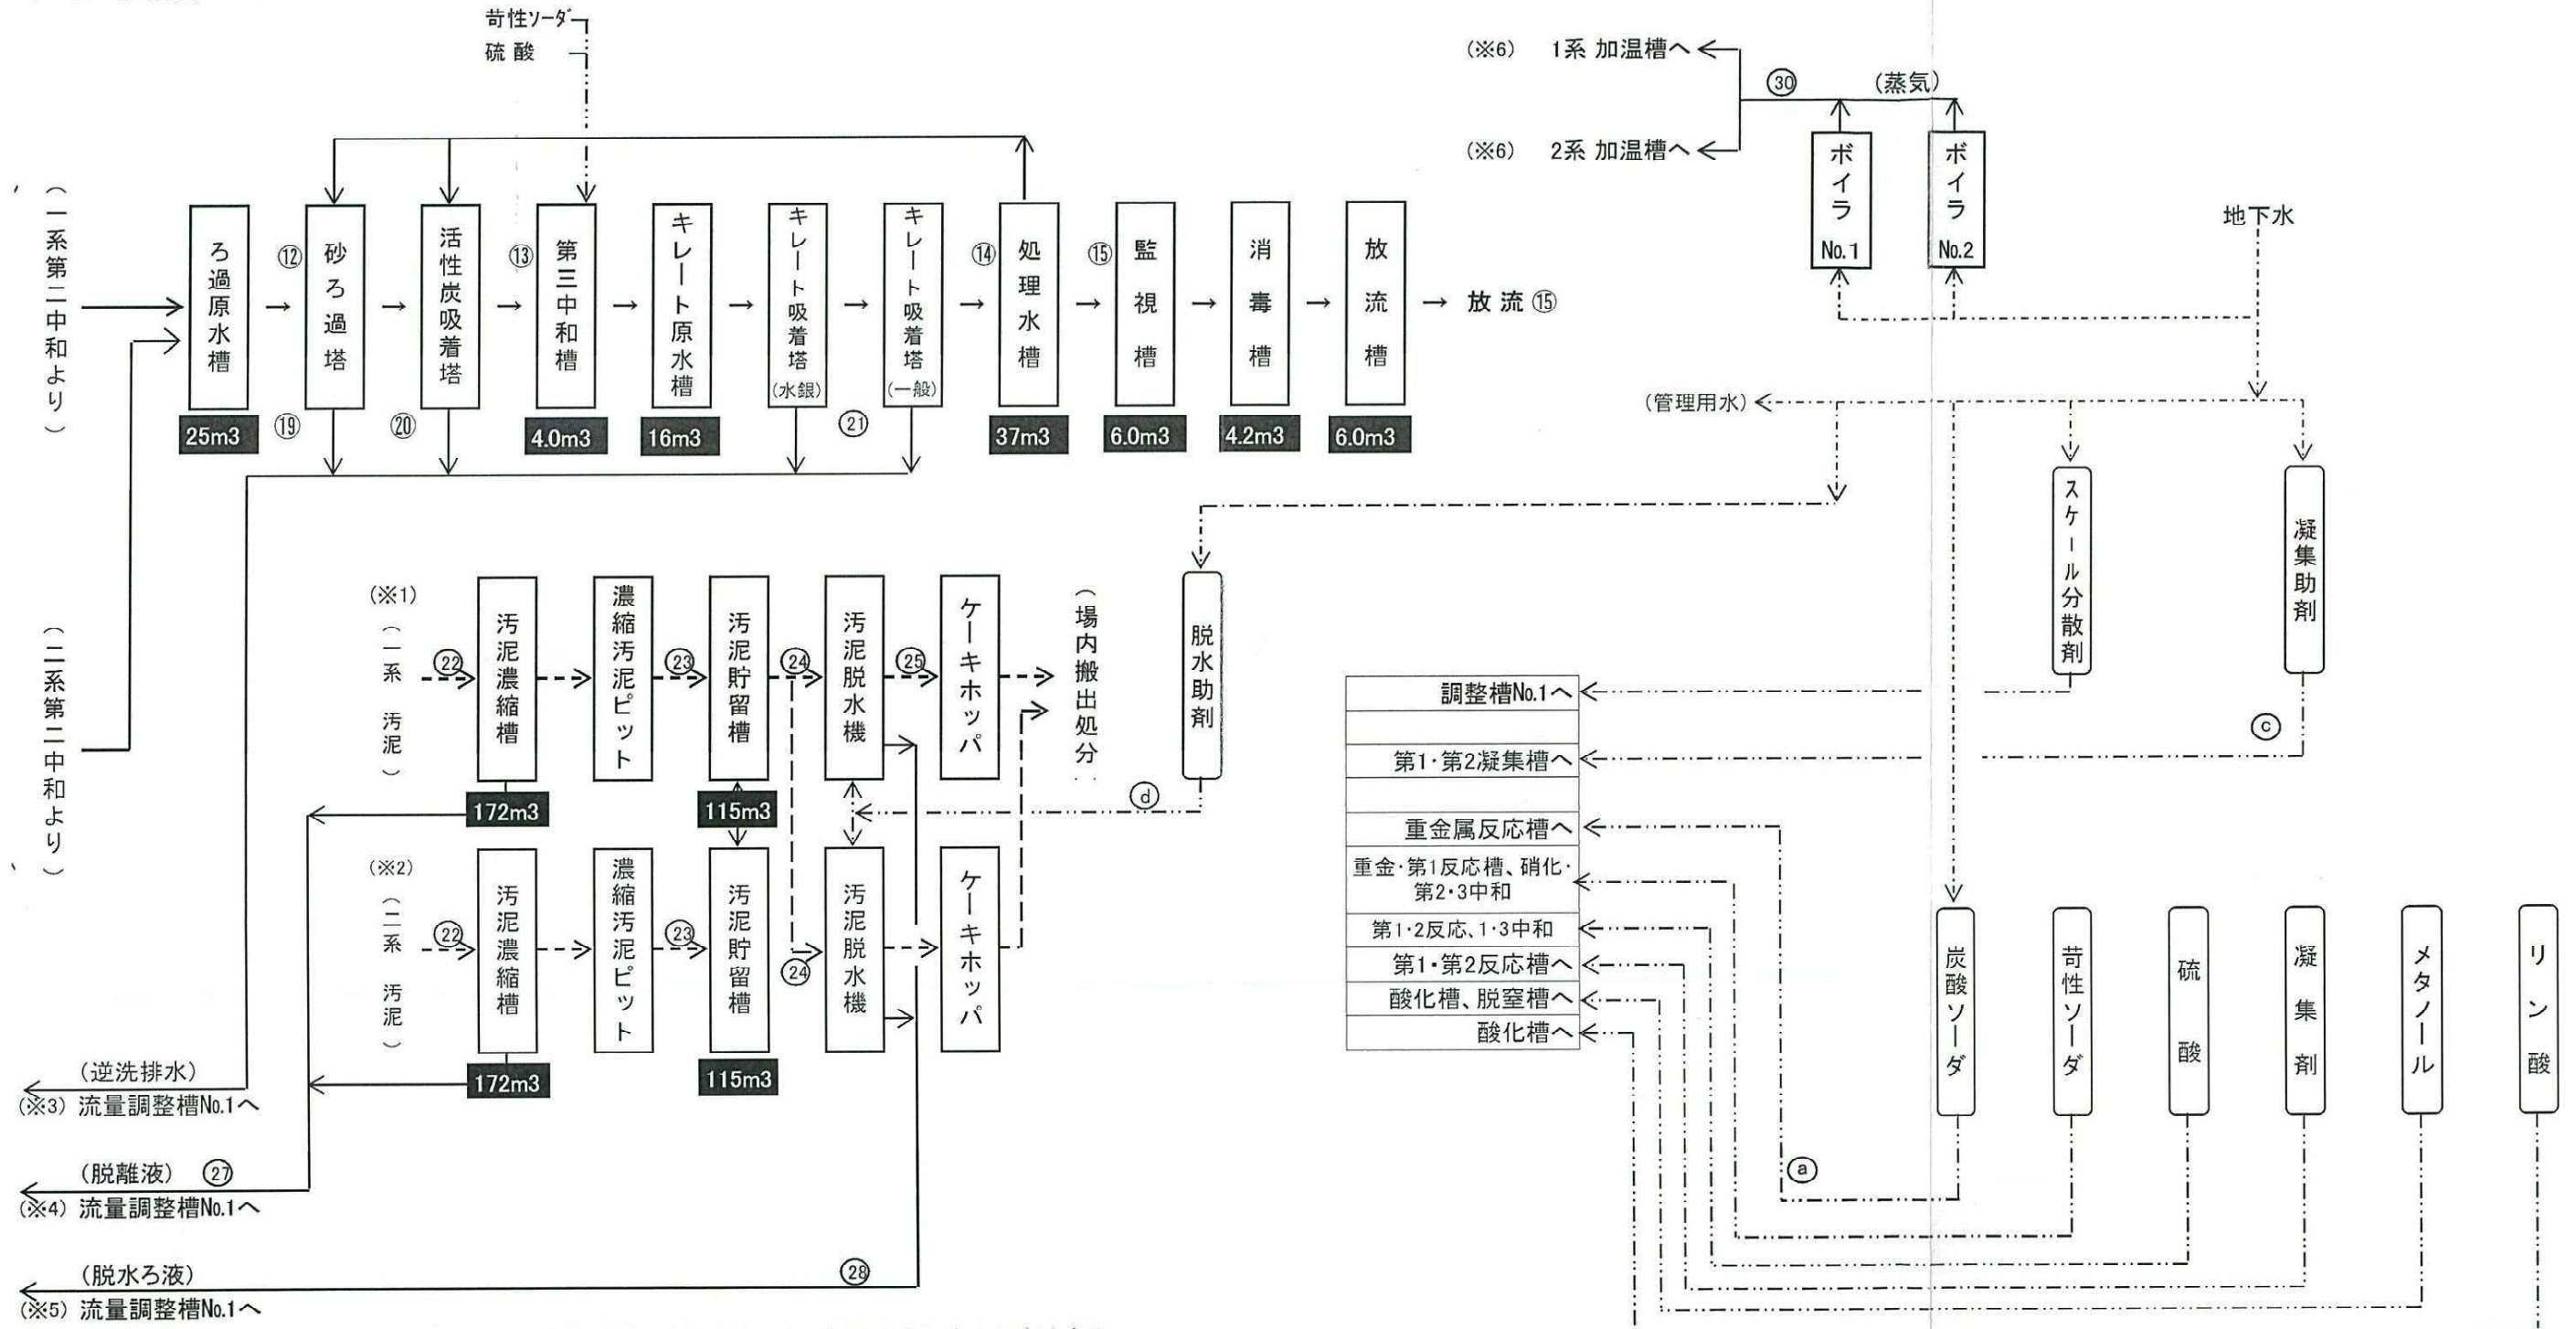 苛性ソーダ
硫酸
(※6) 1系 加温槽へ
(※6) 2系 加温槽へ
㉚
(蒸気)
ボイラ No.1
ボイラ No.2
地下水
(一系第二中和より)
ろ過原水槽
⑫
砂ろ過塔
活性炭吸着塔
⑬
第三中和槽
キレート原水槽
キレート吸着塔 (水銀)
キレート吸着塔 (一般)
⑭
処理水槽
⑮
監視槽
消毒槽
放流槽
放流 ⑮
25m3
⑲
⑳
4.0m3
16m3
㉑
37m3
6.0m3
4.2m3
6.0m3
(管理用水)
スケール分散剤
凝集助剤
(二系第二中和より)
(※1)
(一系 汚泥)
㉒
汚泥濃縮槽
濃縮汚泥ピット
㉓
汚泥貯留槽
㉔
汚泥脱水機
㉕
ケーキホッパ
(場内搬出処分
脱水助剤
172m3
115m3
ⓓ
(※2)
(二系 汚泥)
㉒
汚泥濃縮槽
濃縮汚泥ピット
㉓
汚泥貯留槽
㉔
汚泥脱水機
ケーキホッパ
172m3
115m3
調整槽No.1へ
ⓒ
第1・第2凝集槽へ
重金属反応槽へ
重金・第1反応槽、硝化・
第2・3中和
第1・2反応、1・3中和
第1・第2反応槽へ
酸化槽、脱窒槽へ
酸化槽へ
炭酸ソーダ
苛性ソーダ
硫酸
凝集剤
メタノール
リン酸
ⓐ
(逆洗排水)
(※3) 流量調整槽No.1へ
(脱離液) ㉗
(※4) 流量調整槽No.1へ
(脱水ろ液)
㉘
(※5) 流量調整槽No.1へ